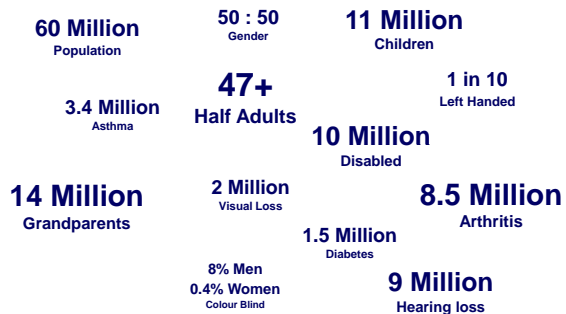 60 Million
Population
50 : 50
Gender
11 Million
Children
3.4 Million
Asthma
47+
Half Adults
1 in 10
Left Handed
10 Million
Disabled
14 Million
Grandparents
2 Million
Visual Loss
8.5 Million
Arthritis
1.5 Million
Diabetes
8% Men
0.4% Women
Colour Blind
9 Million
Hearing loss